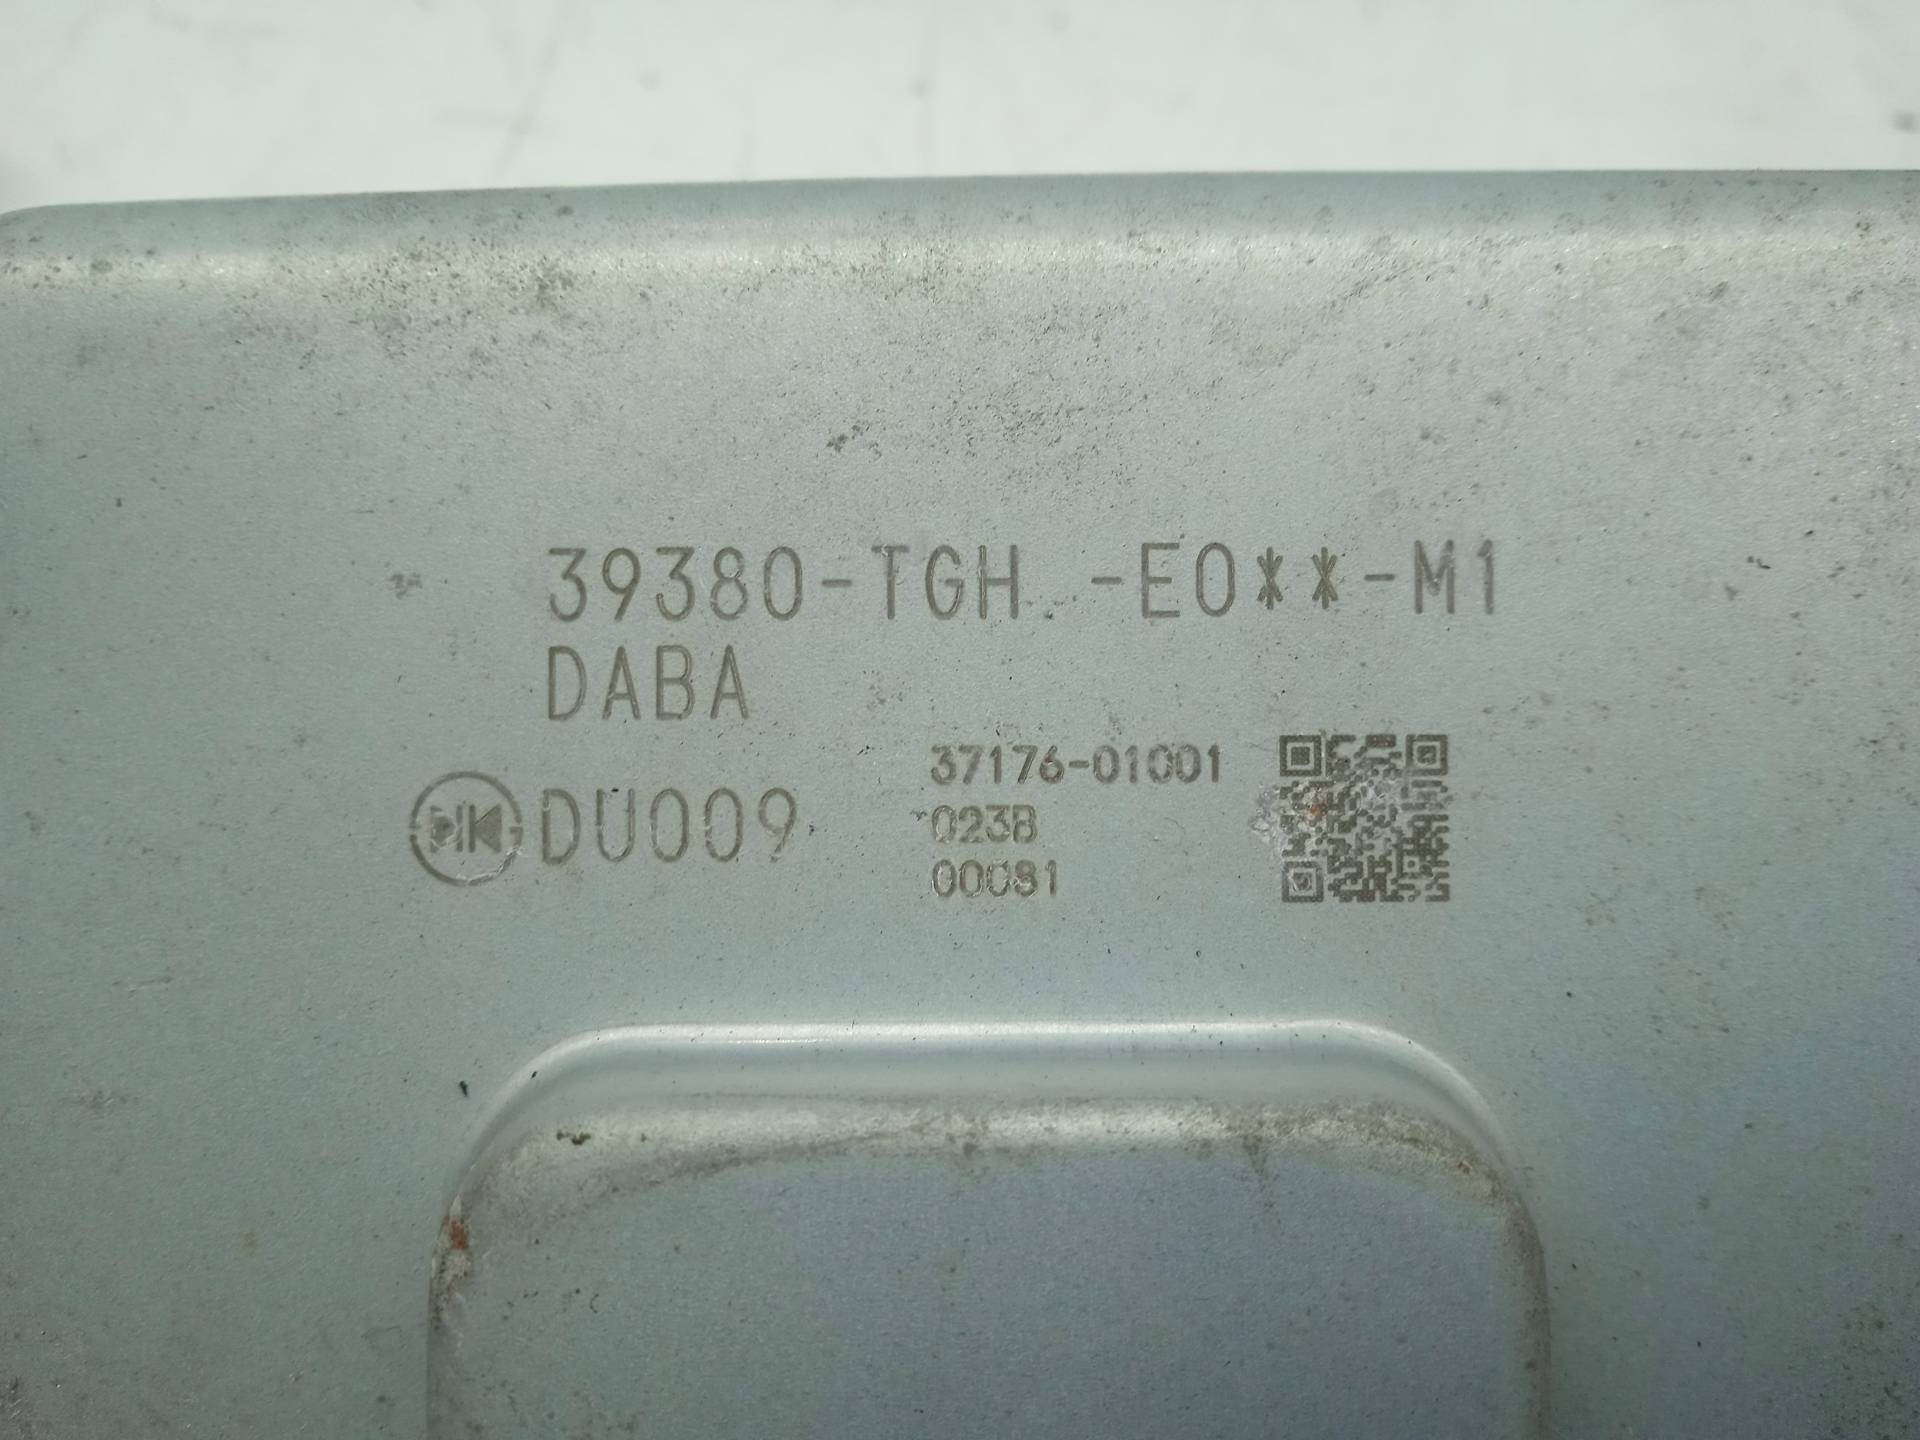 39380-TGH -E0**-M1
DABA
DU009
37176-01001
023B
00081